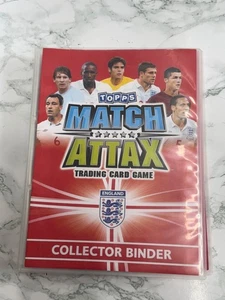 TOPPS
MATCH
ATTAX
TRADING CARD GAME
ENGLAND
COLLECTOR BINDER